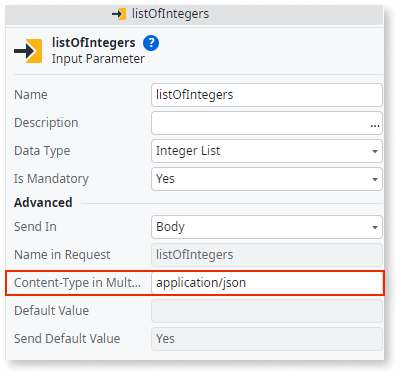 listOfIntegers
listOfIntegers ?
Input Parameter
Name listOfIntegers
Description ...
Data Type Integer List
Is Mandatory Yes
Advanced
Send In Body
Name in Request listOfIntegers
Content-Type in Mult... application/json
Default Value
Send Default Value Yes